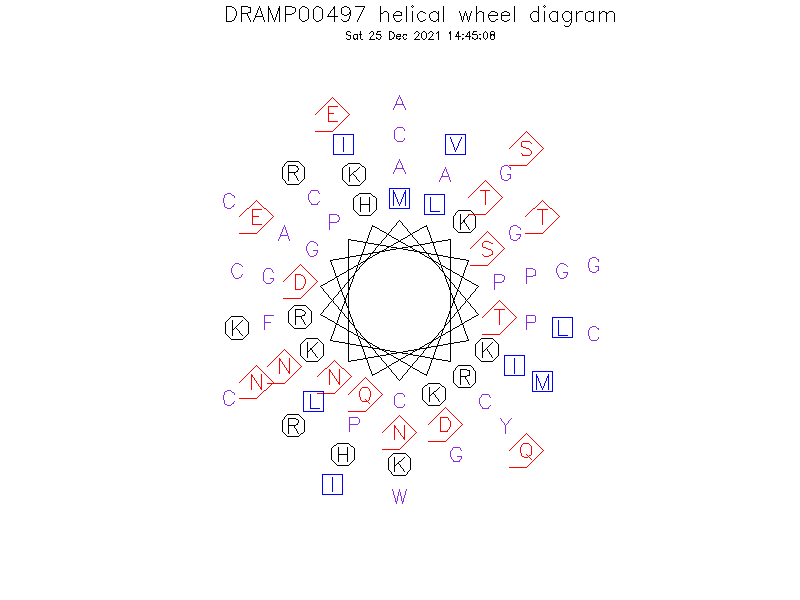 DRAMP00497 helical wheel diagram
Sat 25 Dec 2021 14:45:08
A
E
C
I V S
R K A A G
C C H M L T
E P K T
A G
G S
C G D P P G G
K F R T P L C
K K
N N R I
N M
C L Q C K C
R P N D Y
H K G Q
I
W